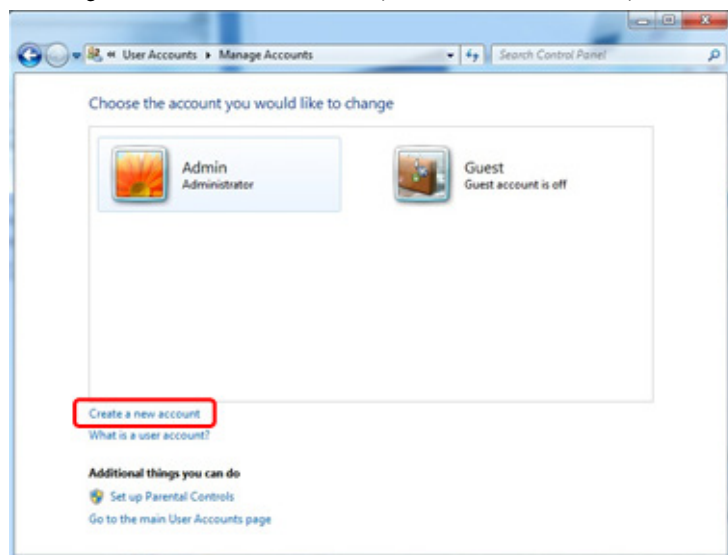 « User Accounts ▸ Manage Accounts
Search Control Panel
Choose the account you would like to change
Admin
Administrator
Guest
Guest account is off
Create a new account
What is a user account?
Additional things you can do
Set up Parental Controls
Go to the main User Accounts page